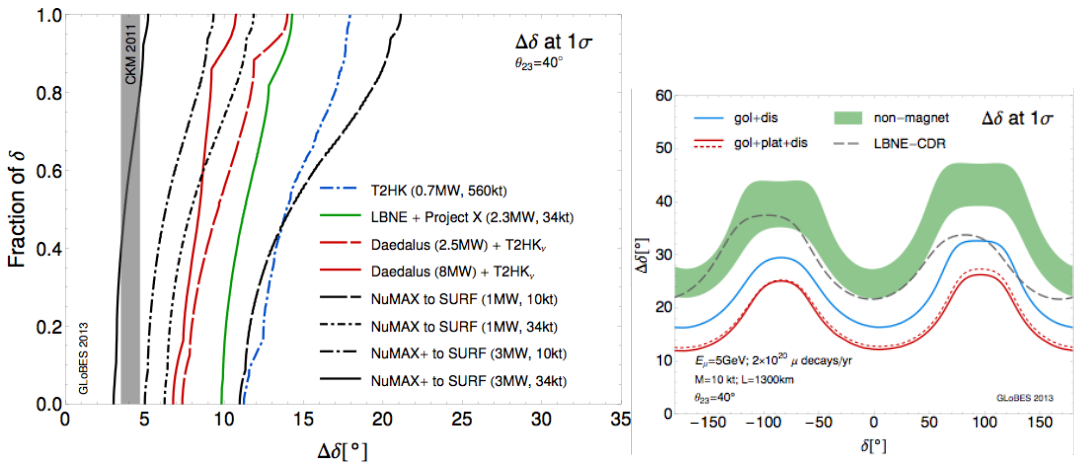 1.0
0.8
0.6
0.4
0.2
0.0
Fraction of δ
CKM 2011
GLoBES 2013
Δδ at 1σ
θ23=40°
T2HK (0.7MW, 560kt)
LBNE + Project X (2.3MW, 34kt)
Daedalus (2.5MW) + T2HKν
Daedalus (8MW) + T2HKν
NuMAX to SURF (1MW, 10kt)
NuMAX to SURF (1MW, 34kt)
NuMAX+ to SURF (3MW, 10kt)
NuMAX+ to SURF (3MW, 34kt)
0 5 10 15 20 25 30 35
Δδ[°]
60
50
40
30
20
10
0
Δδ[°]
gol+dis
gol+plat+dis
non−magnet
LBNE−CDR
Δδ at 1σ
Eμ=5GeV; 2×10²⁰ μ decays/yr
M=10 kt; L=1300km
θ23=40°
GLoBES 2013
−150 −100 −50 0 50 100 150
δ[°]